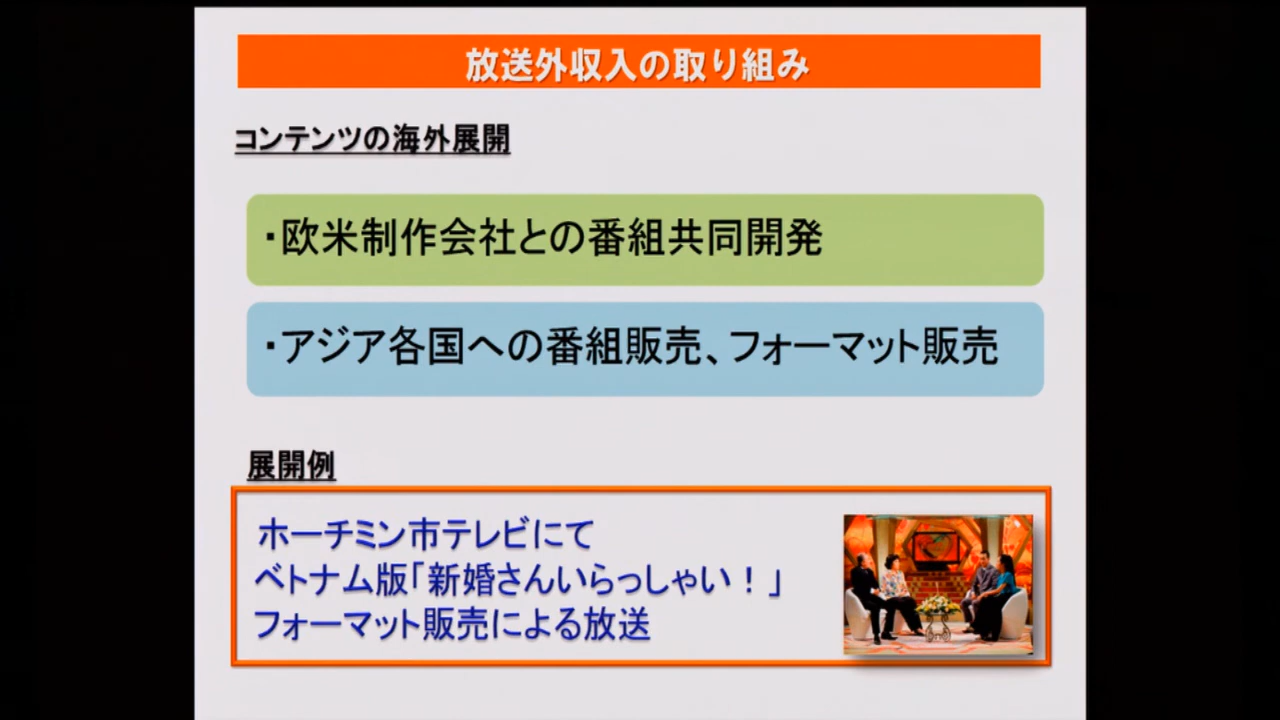 放送外収入の取り組み
コンテンツの海外展開
・欧米制作会社との番組共同開発
・アジア各国への番組販売、フォーマット販売
展開例
ホーチミン市テレビにて
ベトナム版「新婚さんいらっしゃい！」
フォーマット販売による放送